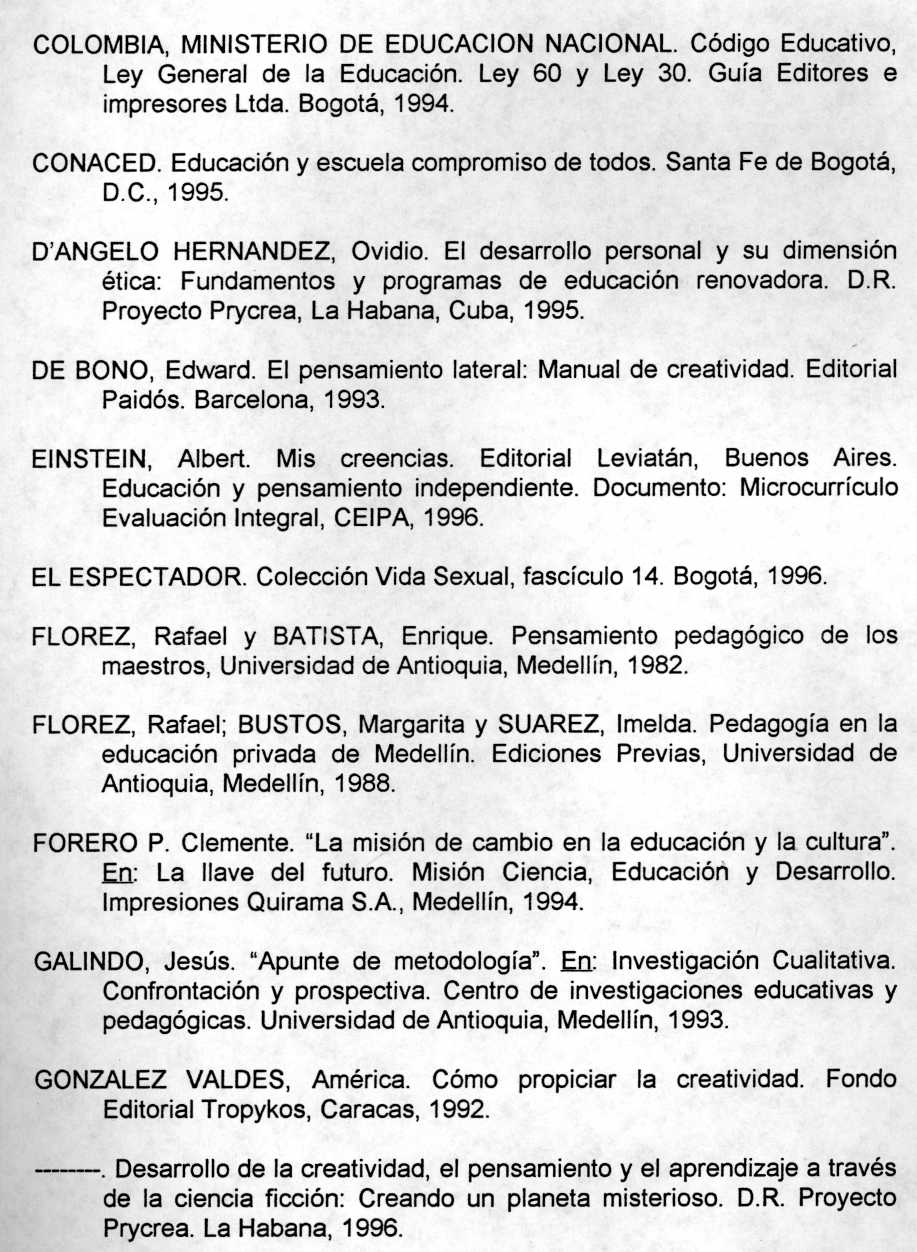 COLOMBIA, MINISTERIO DE EDUCACION NACIONAL. Código Educativo,
Ley General de la Educación. Ley 60 y Ley 30. Guía Editores e
impresores Ltda. Bogotá, 1994.
CONACED. Educación y escuela compromiso de todos. Santa Fe de Bogotá,
D.C., 1995.
D'ANGELO HERNANDEZ, Ovidio. El desarrollo personal y su dimensión
ética: Fundamentos y programas de educación renovadora. D.R.
Proyecto Prycrea, La Habana, Cuba, 1995.
DE BONO, Edward. El pensamiento lateral: Manual de creatividad. Editorial
Paidós. Barcelona, 1993.
EINSTEIN, Albert. Mis creencias. Editorial Leviatán, Buenos Aires.
Educación y pensamiento independiente. Documento: Microcurrículo
Evaluación Integral, CEIPA, 1996.
EL ESPECTADOR. Colección Vida Sexual, fascículo 14. Bogotá, 1996.
FLOREZ, Rafael y BATISTA, Enrique. Pensamiento pedagógico de los
maestros, Universidad de Antioquia, Medellín, 1982.
FLOREZ, Rafael; BUSTOS, Margarita y SUAREZ, Imelda. Pedagogía en la
educación privada de Medellín. Ediciones Previas, Universidad de
Antioquia, Medellín, 1988.
FORERO P. Clemente. “La misión de cambio en la educación y la cultura”.
En: La llave del futuro. Misión Ciencia, Educación y Desarrollo.
Impresiones Quirama S.A., Medellín, 1994.
GALINDO, Jesús. “Apunte de metodología”. En: Investigación Cualitativa.
Confrontación y prospectiva. Centro de investigaciones educativas y
pedagógicas. Universidad de Antioquia, Medellín, 1993.
GONZALEZ VALDES, América. Cómo propiciar la creatividad. Fondo
Editorial Tropykos, Caracas, 1992.
--------. Desarrollo de la creatividad, el pensamiento y el aprendizaje a través
de la ciencia ficción: Creando un planeta misterioso. D.R. Proyecto
Prycrea. La Habana, 1996.